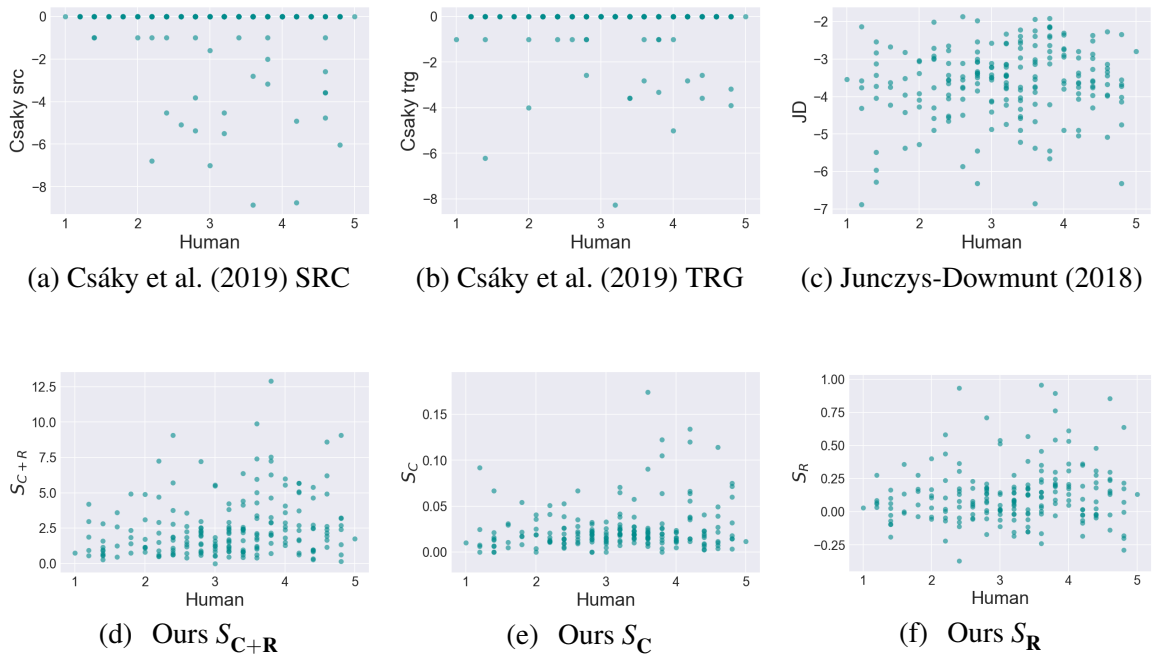 0
−2
−4
−6
−8
Csaky src
1 2 3 4 5
Human
(a) Csáky et al. (2019) SRC
0
−2
−4
−6
−8
Csaky trg
1 2 3 4 5
Human
(b) Csáky et al. (2019) TRG
−2
−3
−4
−5
−6
−7
JD
1 2 3 4 5
Human
(c) Junczys-Dowmunt (2018)
12.5
10.0
7.5
5.0
2.5
0.0
S_{C+R}
1 2 3 4 5
Human
(d) Ours S_{C+R}
0.15
0.10
0.05
0.00
S_C
1 2 3 4 5
Human
(e) Ours S_C
1.00
0.75
0.50
0.25
0.00
−0.25
S_R
1 2 3 4 5
Human
(f) Ours S_R